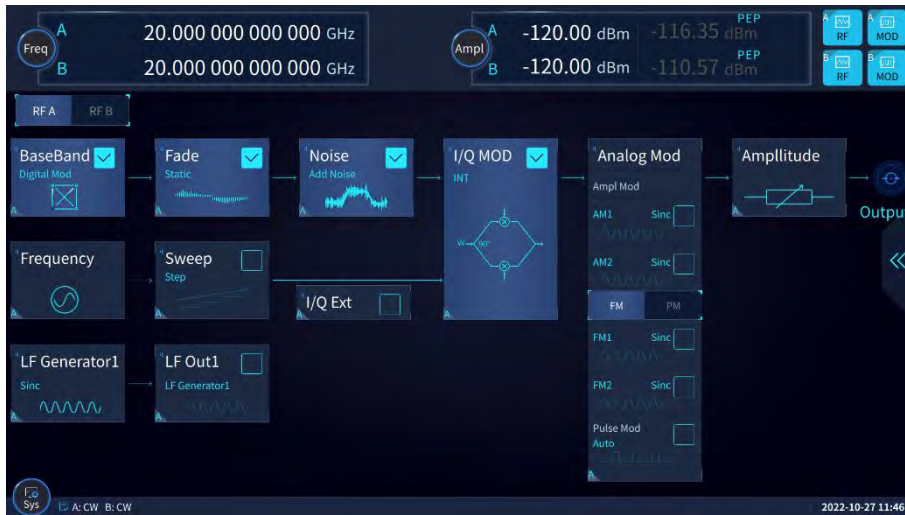 Freq
A 20.000 000 000 000 GHz
B 20.000 000 000 000 GHz
Ampl
A -120.00 dBm -116.35 dBm PEP
B -120.00 dBm -110.57 dBm PEP
A RF
A MOD
B RF
B MOD
RF A RF B
BaseBand
Digital Mod
A
Fade
Static
A
Noise
Add Noise
A
I/Q MOD
INT
90°
A
Analog Mod
Ampl Mod
AM1 Sinc
AM2 Sinc
FM PM
FM1 Sinc
FM2 Sinc
Pulse Mod
Auto
A
Ampllitude
A
Output
Frequency
A
Sweep
Step
A
I/Q Ext
A
LF Generator1
Sinc
A
LF Out1
LF Generator1
A
Sys
A: CW B: CW
2022-10-27 11:46